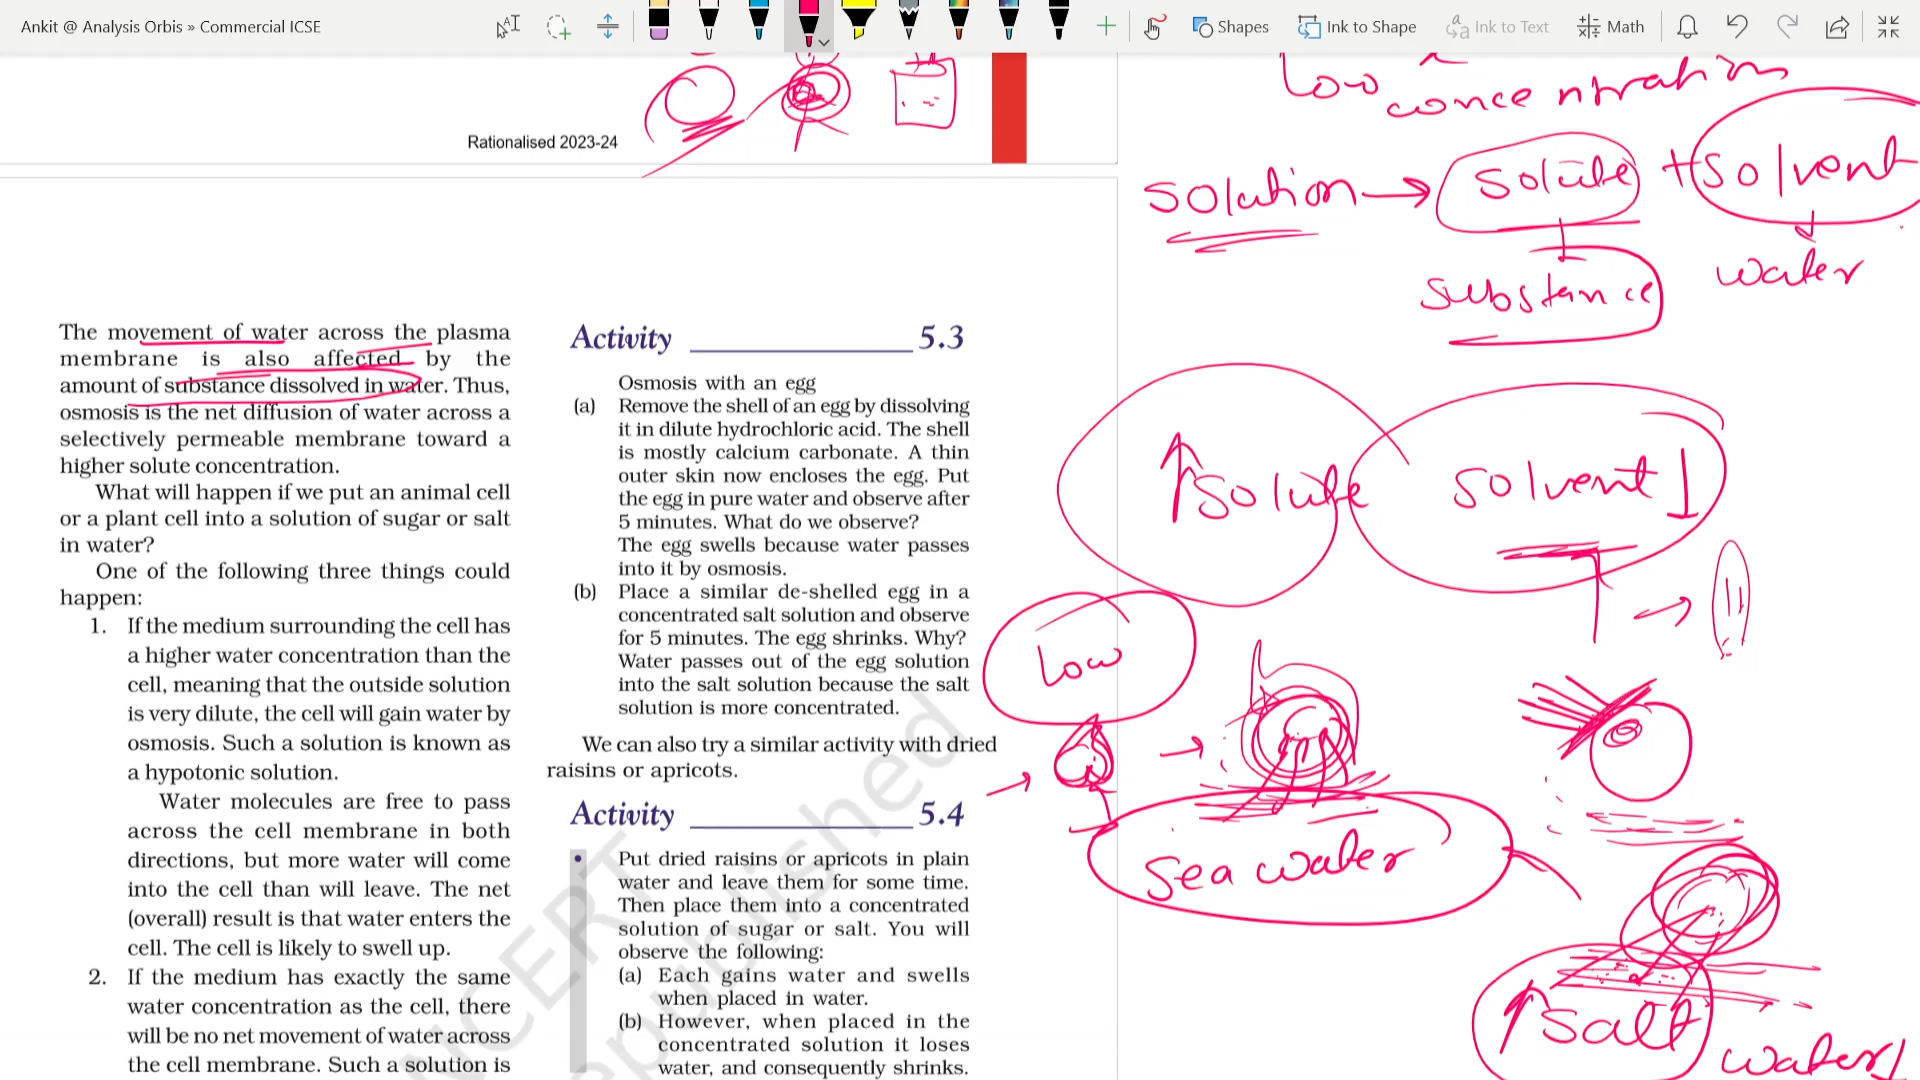 Ankit @ Analysis Orbis » Commercial ICSE
Shapes
Ink to Shape
Ink to Text
Math
Rationalised 2023-24
The movement of water across the plasma
membrane is also affected by the
amount of substance dissolved in water. Thus,
osmosis is the net diffusion of water across a
selectively permeable membrane toward a
higher solute concentration.
What will happen if we put an animal cell
or a plant cell into a solution of sugar or salt
in water?
One of the following three things could
happen:
1. If the medium surrounding the cell has
a higher water concentration than the
cell, meaning that the outside solution
is very dilute, the cell will gain water by
osmosis. Such a solution is known as
a hypotonic solution.
Water molecules are free to pass
across the cell membrane in both
directions, but more water will come
into the cell than will leave. The net
(overall) result is that water enters the
cell. The cell is likely to swell up.
2. If the medium has exactly the same
water concentration as the cell, there
will be no net movement of water across
the cell membrane. Such a solution is
Activity 5.3
Osmosis with an egg
(a) Remove the shell of an egg by dissolving
it in dilute hydrochloric acid. The shell
is mostly calcium carbonate. A thin
outer skin now encloses the egg. Put
the egg in pure water and observe after
5 minutes. What do we observe?
The egg swells because water passes
into it by osmosis.
(b) Place a similar de-shelled egg in a
concentrated salt solution and observe
for 5 minutes. The egg shrinks. Why?
Water passes out of the egg solution
into the salt solution because the salt
solution is more concentrated.
We can also try a similar activity with dried
raisins or apricots.
Activity 5.4
• Put dried raisins or apricots in plain
water and leave them for some time.
Then place them into a concentrated
solution of sugar or salt. You will
observe the following:
(a) Each gains water and swells
when placed in water.
(b) However, when placed in the
concentrated solution it loses
water, and consequently shrinks.
NCERT
republished
Low
concentration
solution → solute + solvent
substance
water
↑ solute solvent ↓
Low
sea water
↑ salt
water ↓